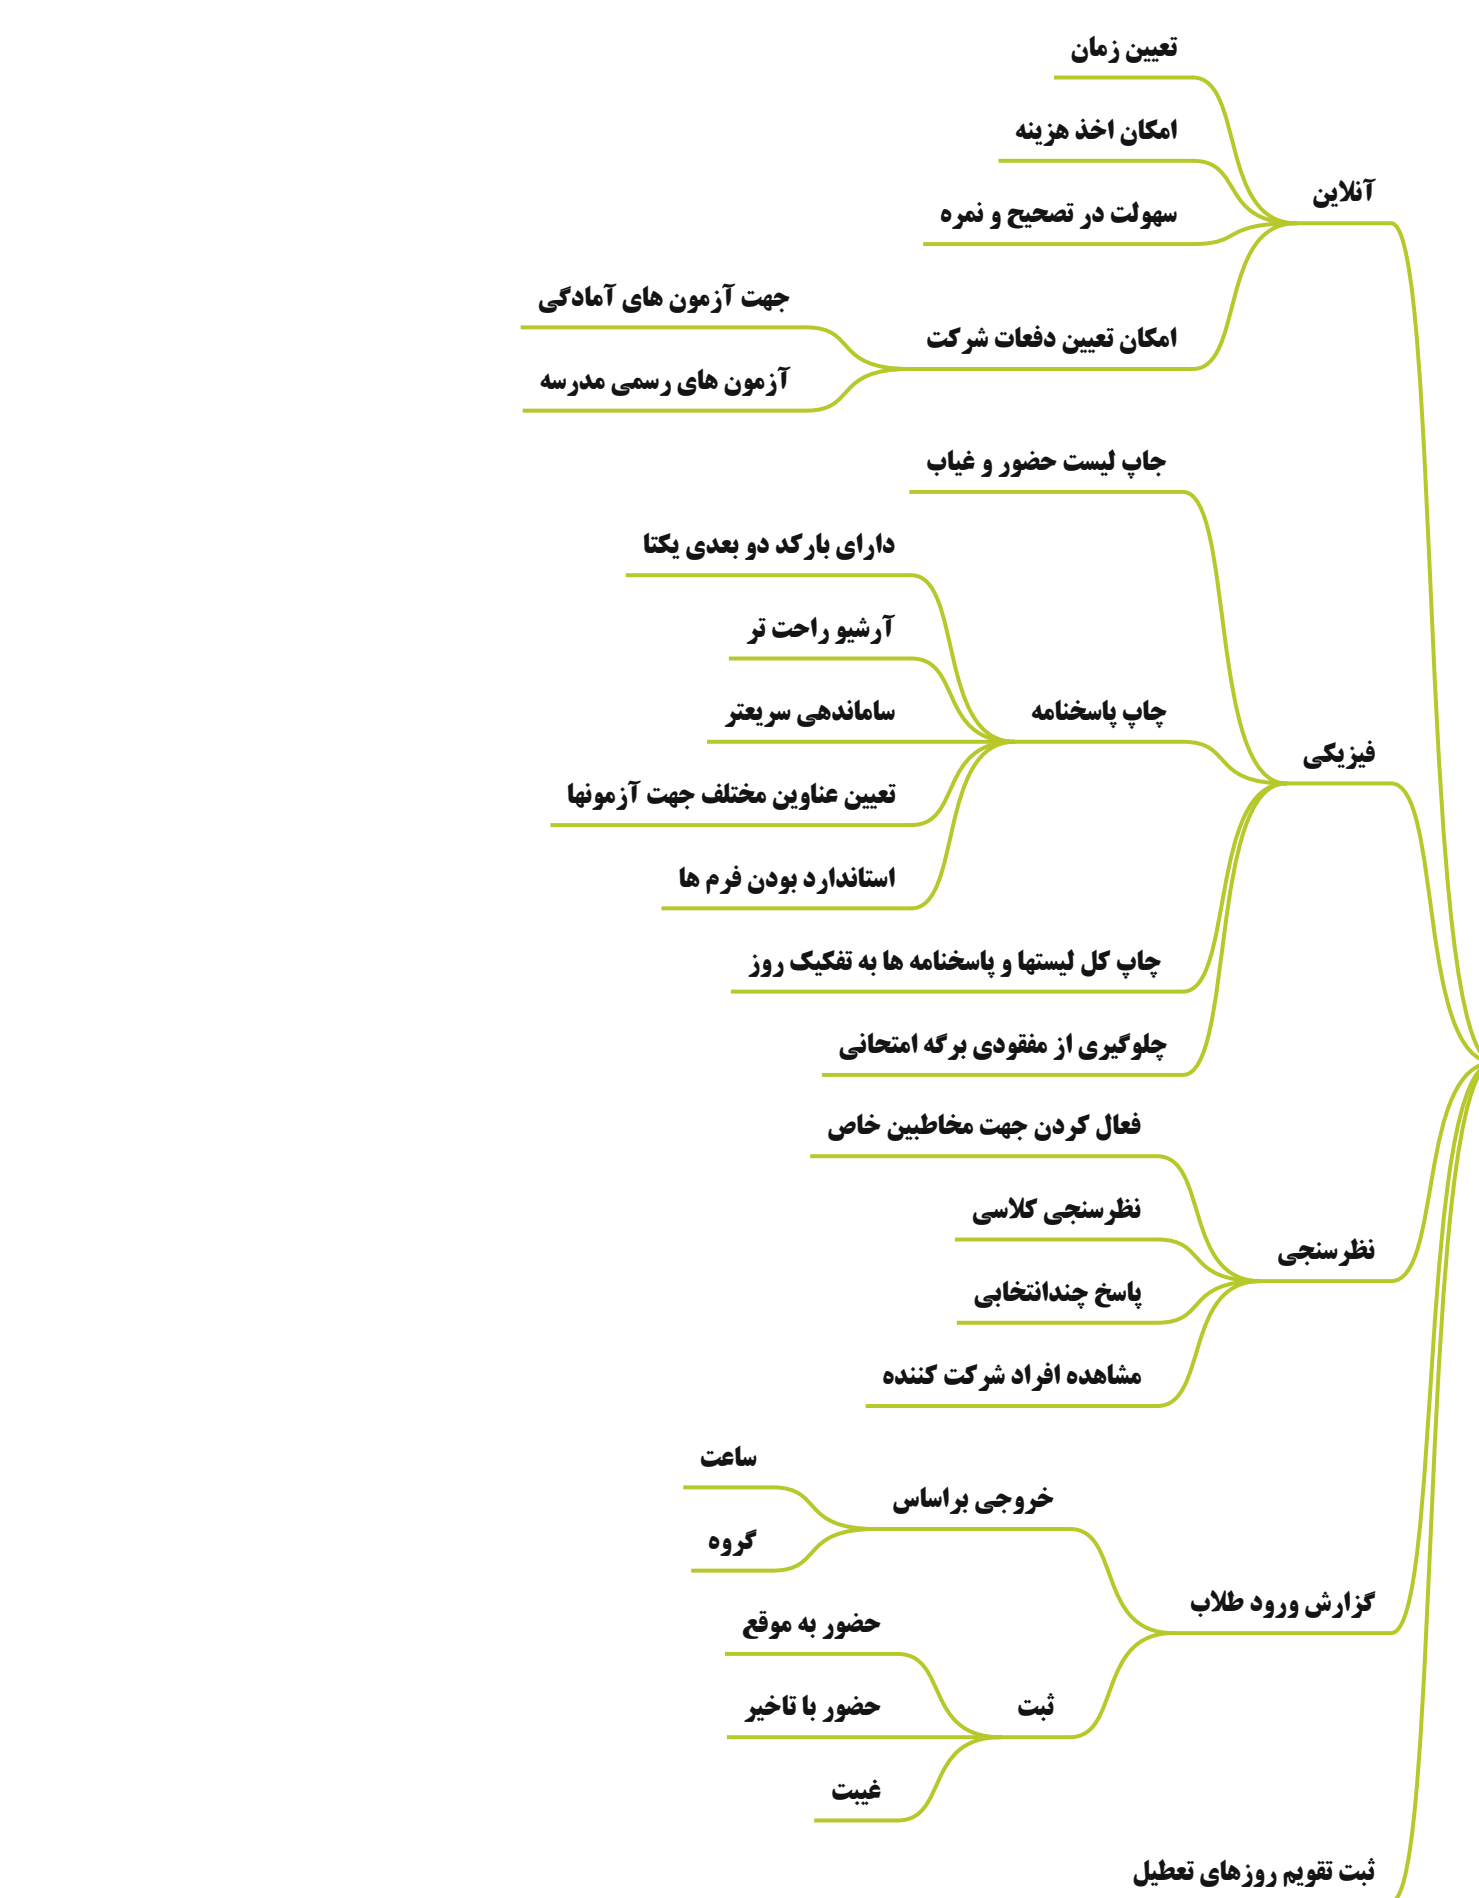 تعیین زمان
امکان اخذ هزینه
آنلاین
سهولت در تصحیح و نمره
جهت آزمون های آمادگی
امکان تعیین دفعات شرکت
آزمون های رسمی مدرسه
جاپ لیست حضور و غیاب
دارای بارکد دو بعدی یکتا
آرشیو راحت تر
چاپ پاسخنامه
ساماندهی سریعتر
فیزیکی
تعیین عناوین مختلف جهت آزمونها
استاندارد بودن فرم ها
چاپ کل لیستها و پاسخنامه ها به تفکیک روز
چلوگیری از مفقودی برگه امتحانی
فعال کردن جهت مخاطبین خاص
نظرسنجی کلاسی
نظرسنجی
پاسخ چندانتخابی
مشاهده افراد شرکت کننده
ساعت
خروجی براساس
گروه
گزارش ورود طلاب
حضور به موقع
ثبت
حضور با تاخیر
غیبت
ثبت تقویم روزهای تعطیل